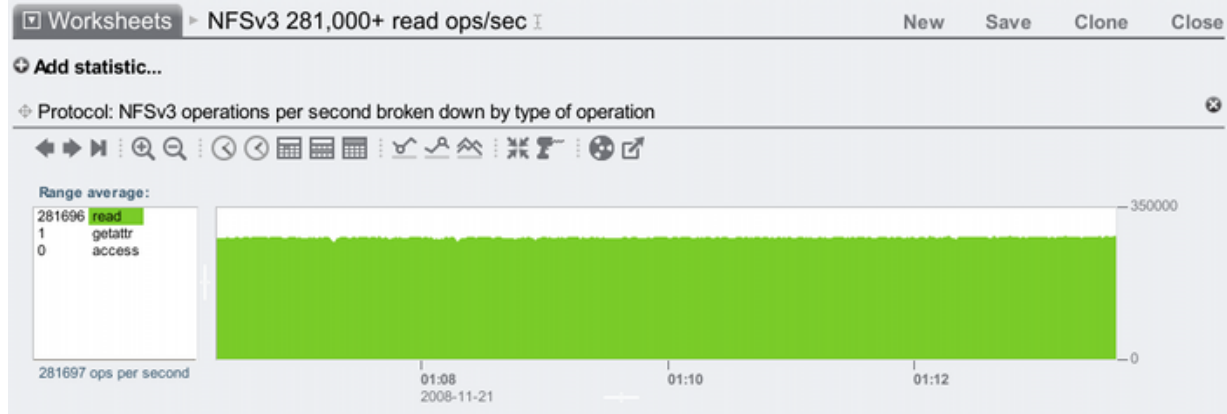 Worksheets NFSv3 281,000+ read ops/sec New Save Clone Close
Add statistic...
Protocol: NFSv3 operations per second broken down by type of operation
Range average:
281696 read
1 getattr
0 access
281697 ops per second
350000
0
01:08 01:10 01:12
2008-11-21